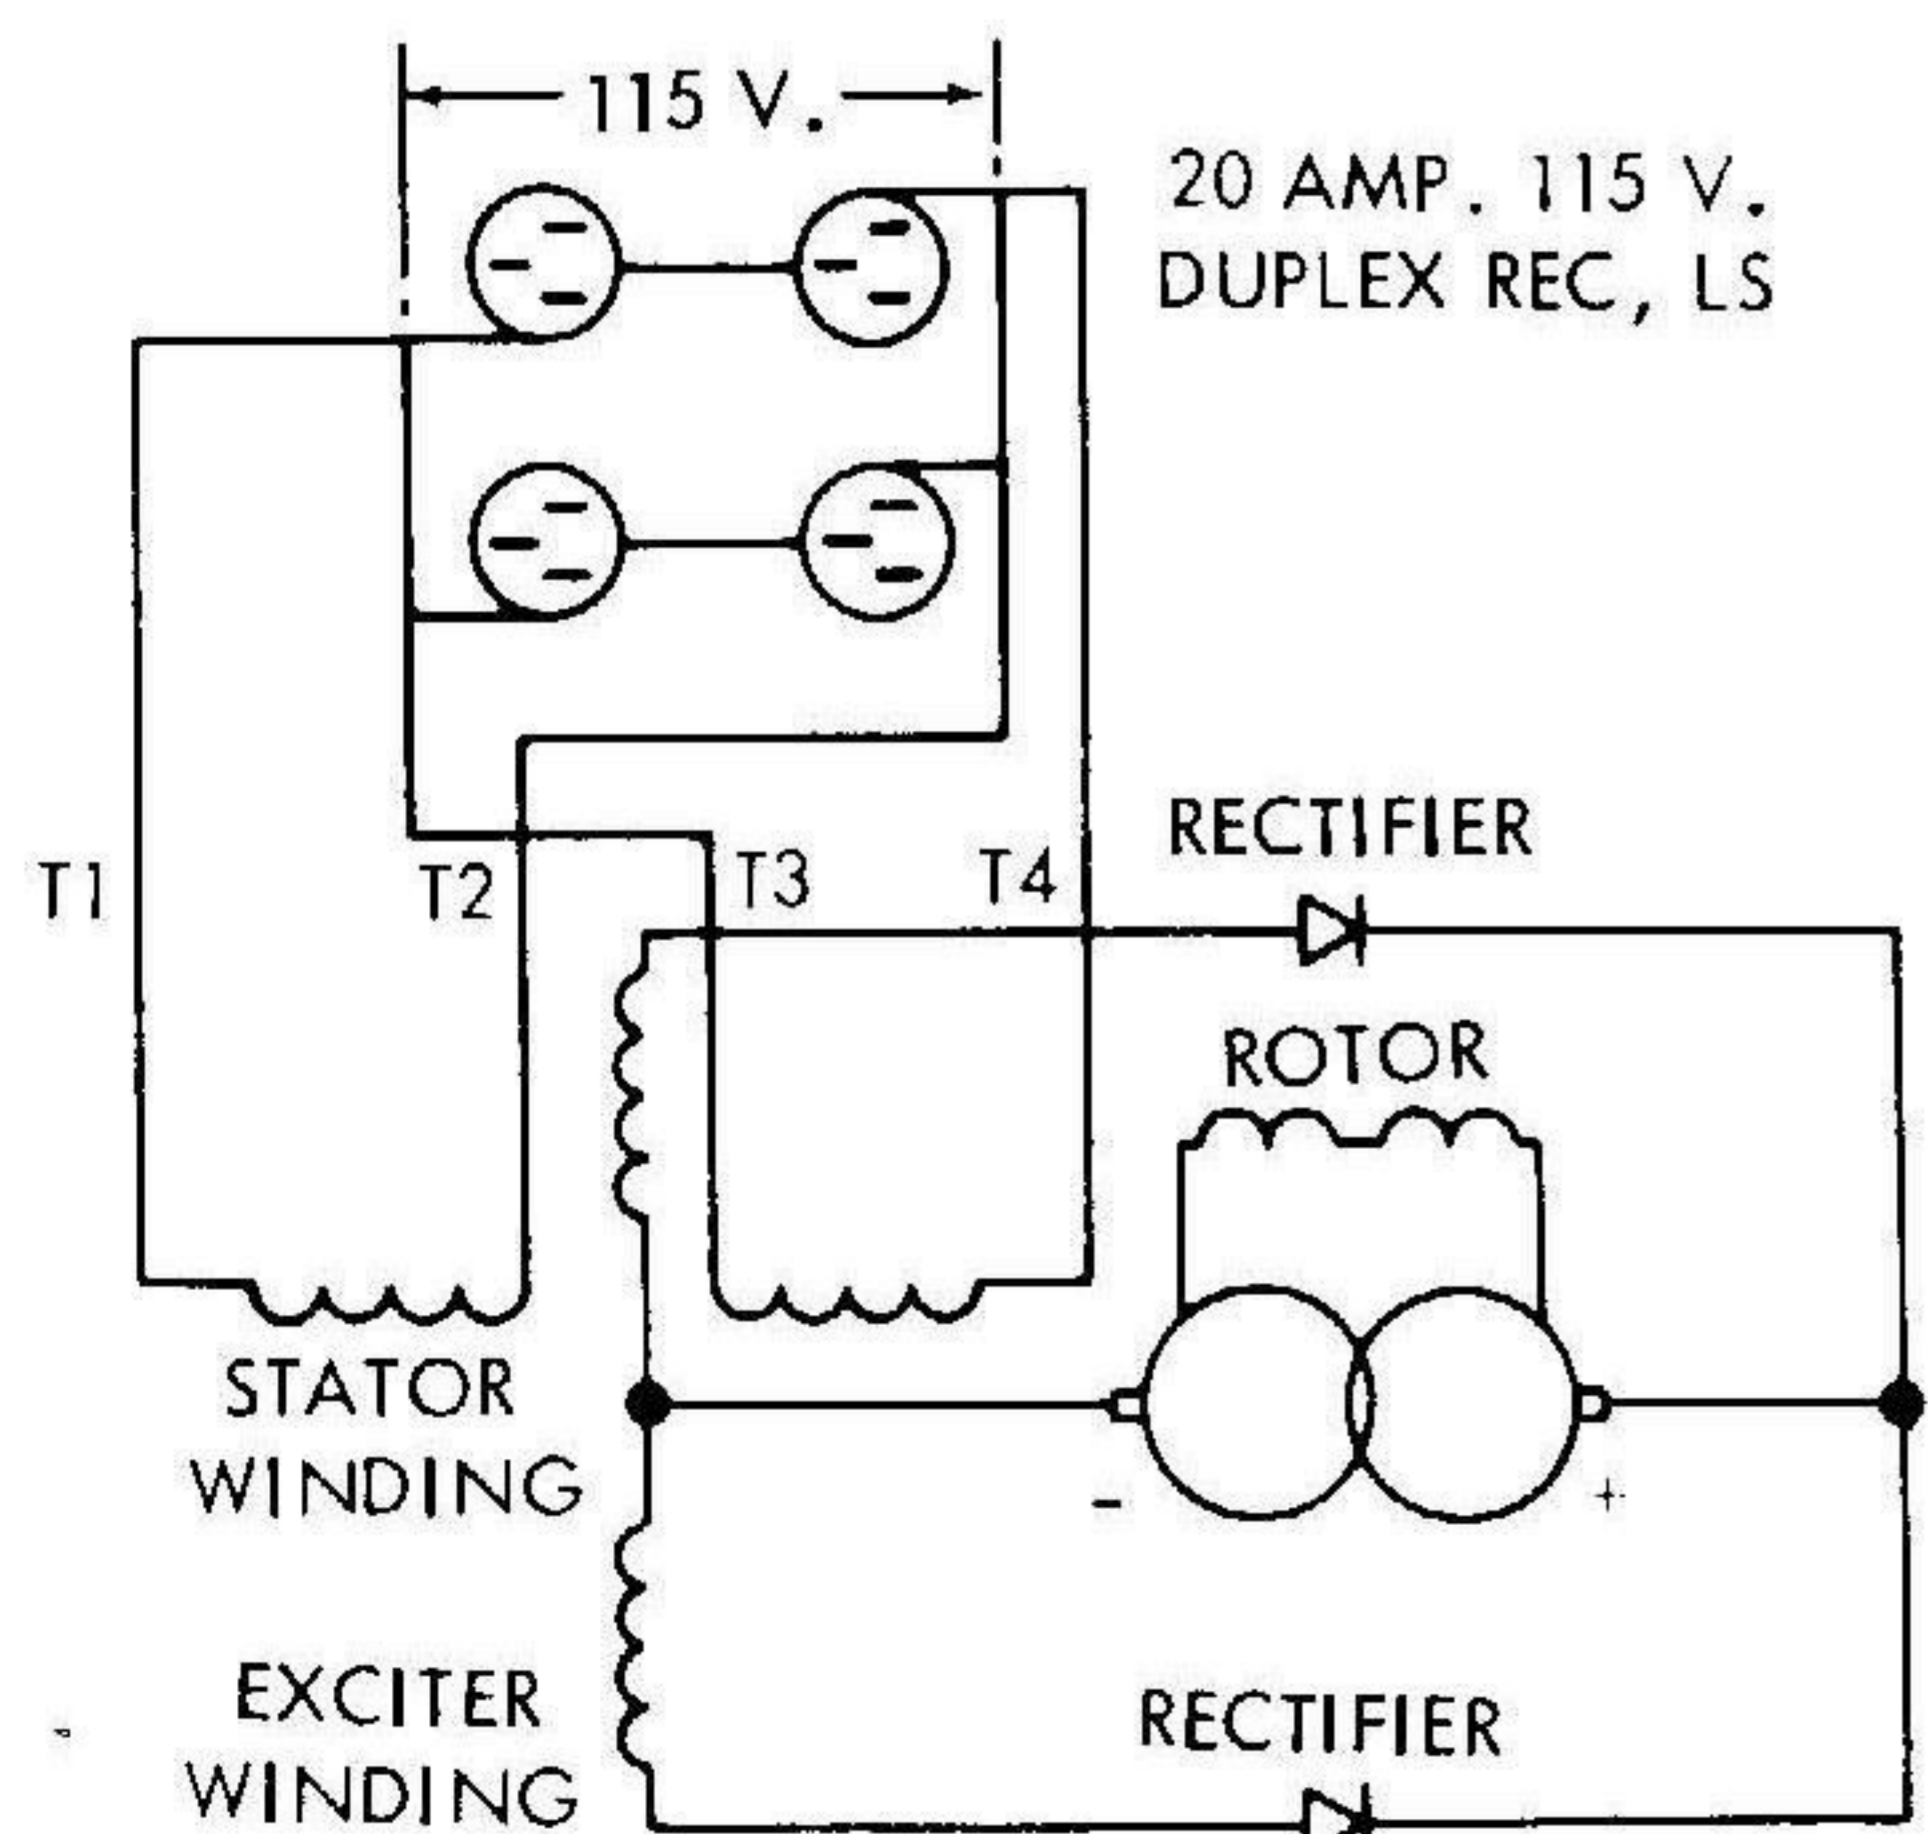 115 V.
20 AMP. 115 V.
DUPLEX REC, LS
RECTIFIER
T1
T2
T3
T4
ROTOR
STATOR
WINDING
-
+
EXCITER
WINDING
RECTIFIER